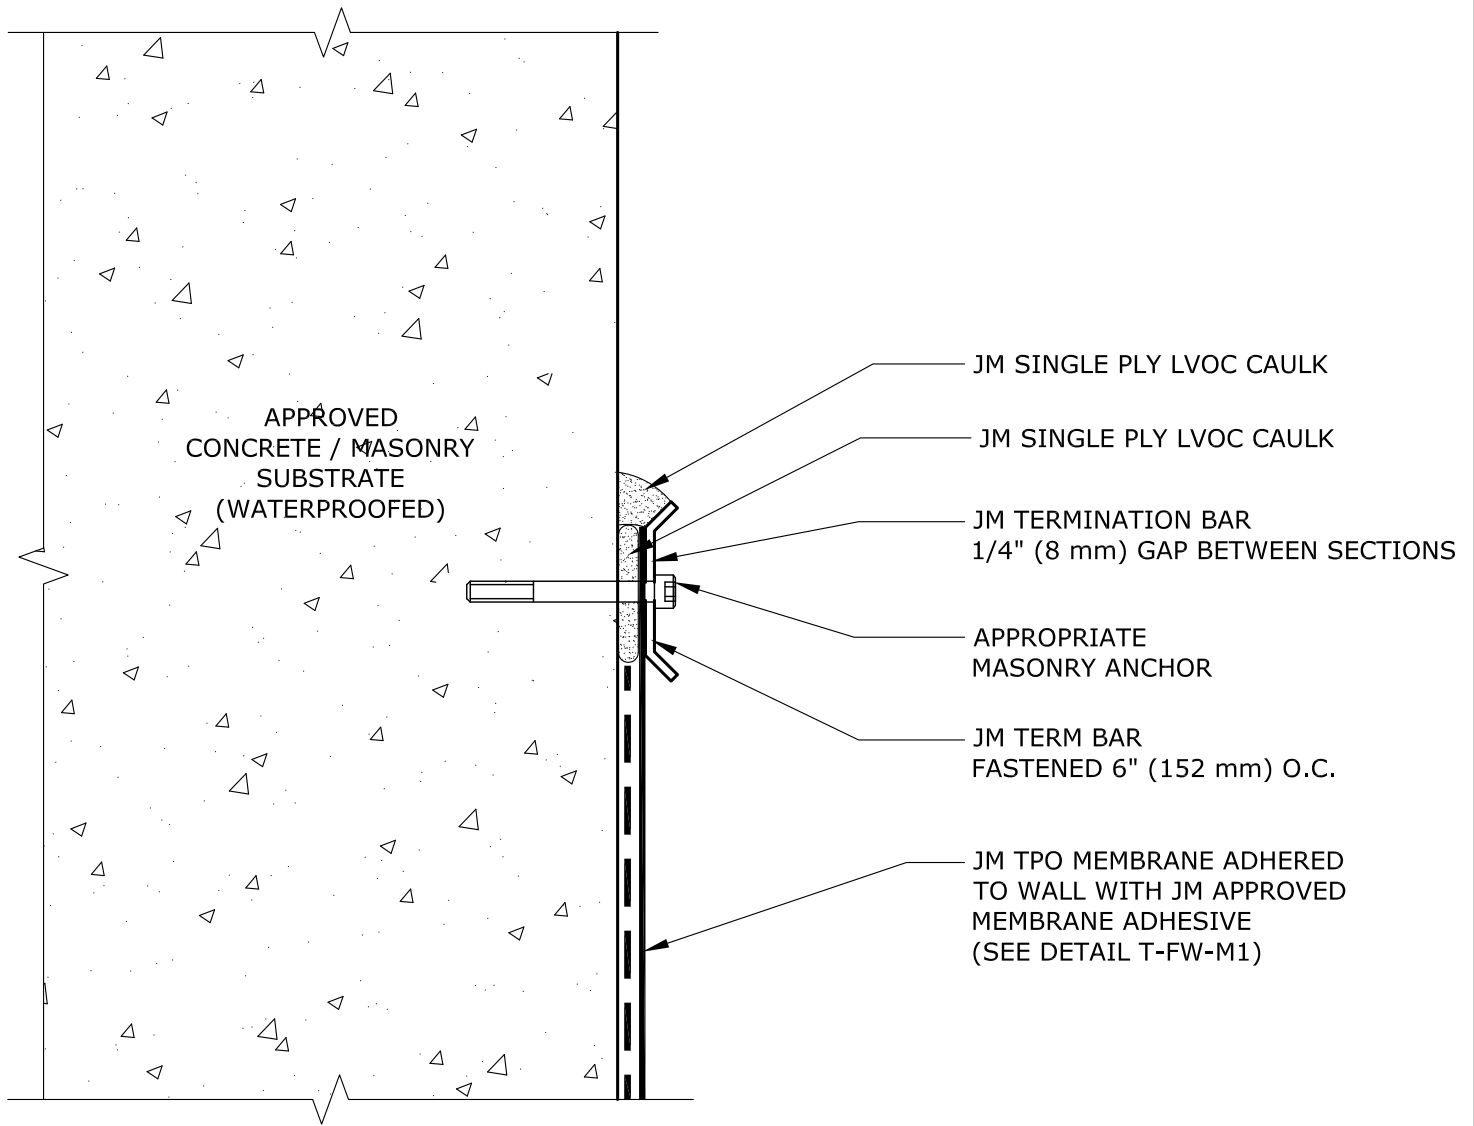 APPROVED
CONCRETE / MASONRY
SUBSTRATE
(WATERPROOFED)
JM SINGLE PLY LVOC CAULK
JM SINGLE PLY LVOC CAULK
JM TERMINATION BAR
1/4" (8 mm) GAP BETWEEN SECTIONS
APPROPRIATE
MASONRY ANCHOR
JM TERM BAR
FASTENED 6" (152 mm) O.C.
JM TPO MEMBRANE ADHERED
TO WALL WITH JM APPROVED
MEMBRANE ADHESIVE
(SEE DETAIL T-FW-M1)